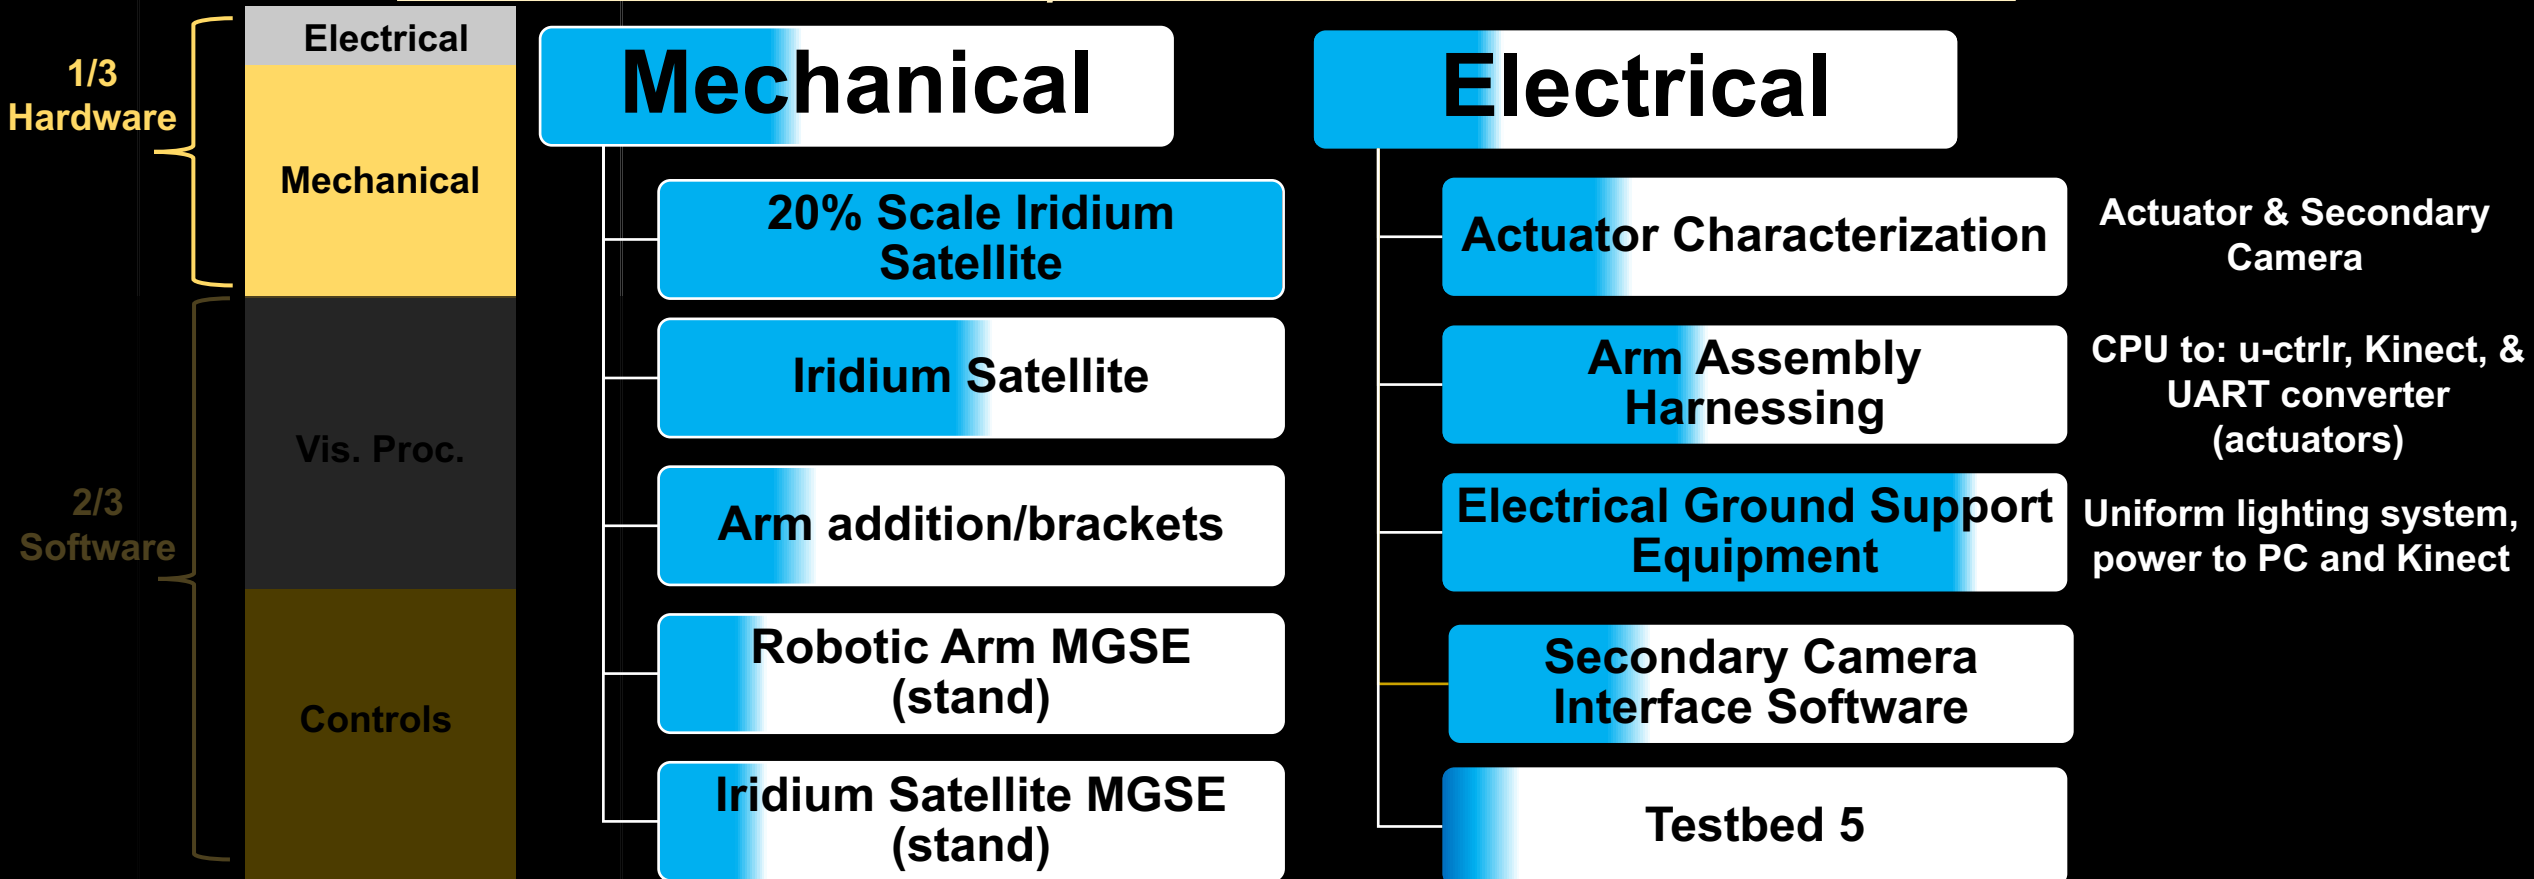 1/3
Hardware
2/3
Software
Electrical
Mechanical
Vis. Proc.
Controls
Mechanical
20% Scale Iridium
Satellite
Iridium Satellite
Arm addition/brackets
Robotic Arm MGSE
(stand)
Iridium Satellite MGSE
(stand)
Electrical
Actuator Characterization
Arm Assembly
Harnessing
Electrical Ground Support
Equipment
Secondary Camera
Interface Software
Testbed 5
Actuator & Secondary
Camera
CPU to: u-ctrlr, Kinect, &
UART converter
(actuators)
Uniform lighting system,
power to PC and Kinect